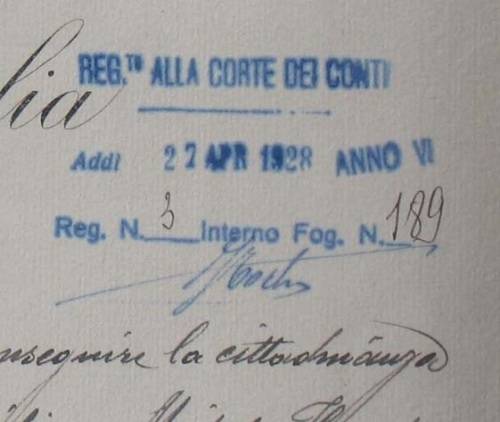 lia
REG.TO ALLA CORTE DEI CONTI
Addì 27 APR 1928 ANNO VI
Reg. N. 3 Interno Fog. N. 189
nseguire la cittadinanza